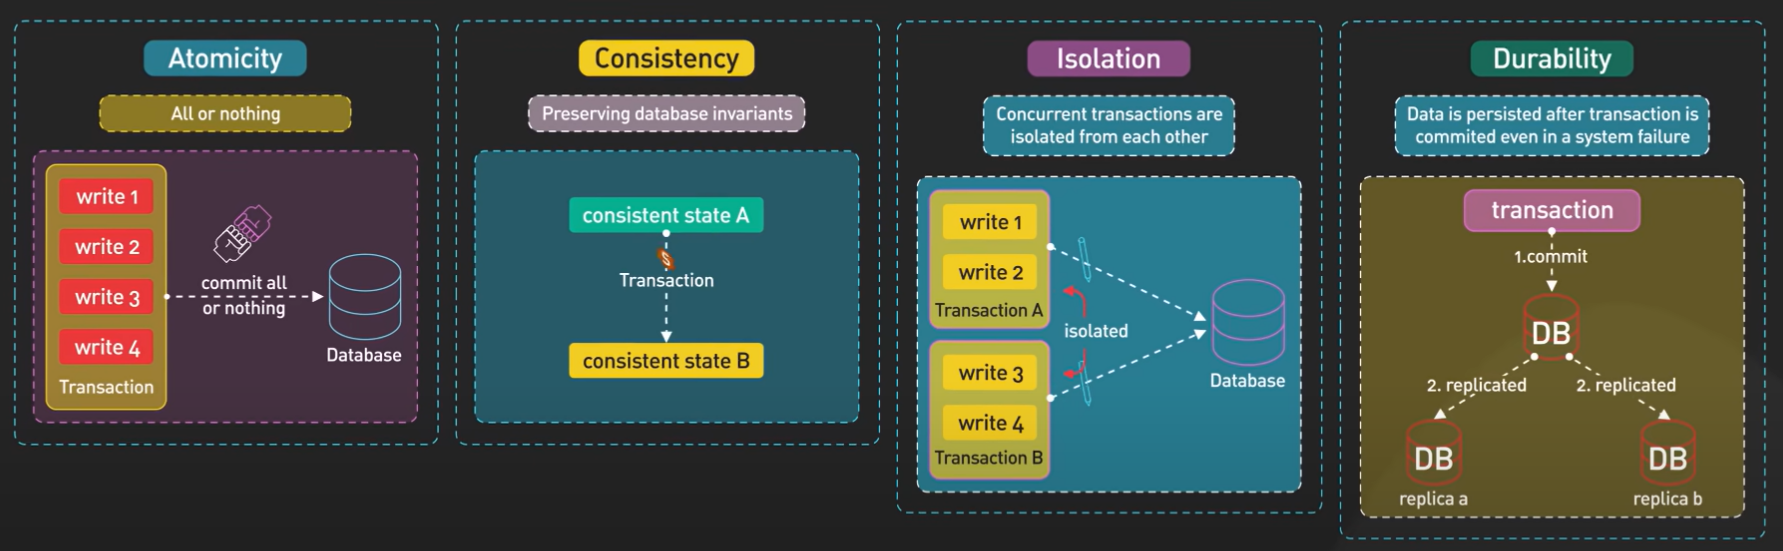 Atomicity
All or nothing
write 1
write 2
write 3
write 4
Transaction
commit all
or nothing
Database
Consistency
Preserving database invariants
consistent state A
Transaction
consistent state B
Isolation
Concurrent transactions are
isolated from each other
write 1
write 2
Transaction A
isolated
write 3
write 4
Transaction B
Database
Durability
Data is persisted after transaction is
commited even in a system failure
transaction
1.commit
DB
2. replicated
2. replicated
DB
DB
replica a
replica b